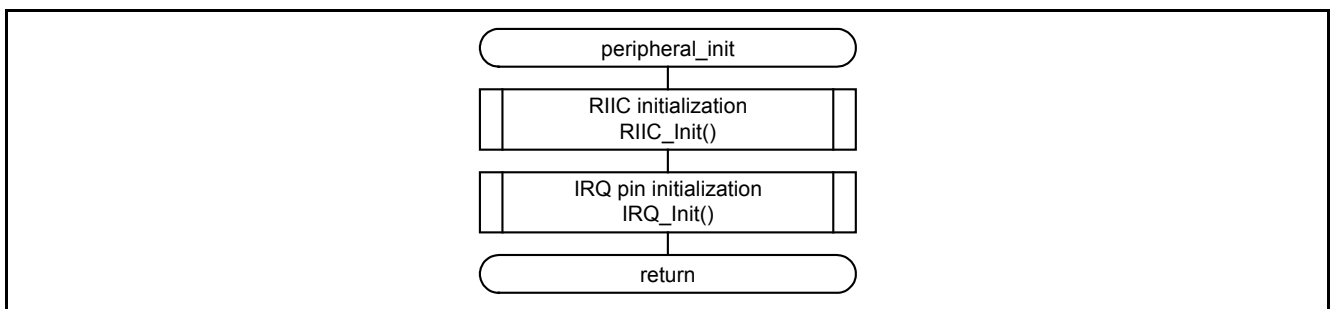 peripheral_init
RIIC initialization
RIIC_Init()
IRQ pin initialization
IRQ_Init()
return